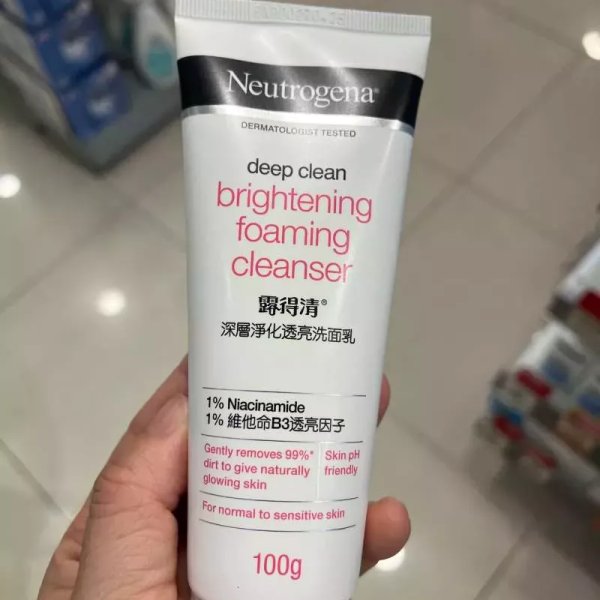 Neutrogena®
DERMATOLOGIST TESTED
deep clean
brightening
foaming
cleanser
露得清®
深層淨化透亮洗面乳
1% Niacinamide
1% 維他命B3透亮因子
Gently removes 99%*
dirt to give naturally
glowing skin
Skin pH
friendly
For normal to sensitive skin
100g